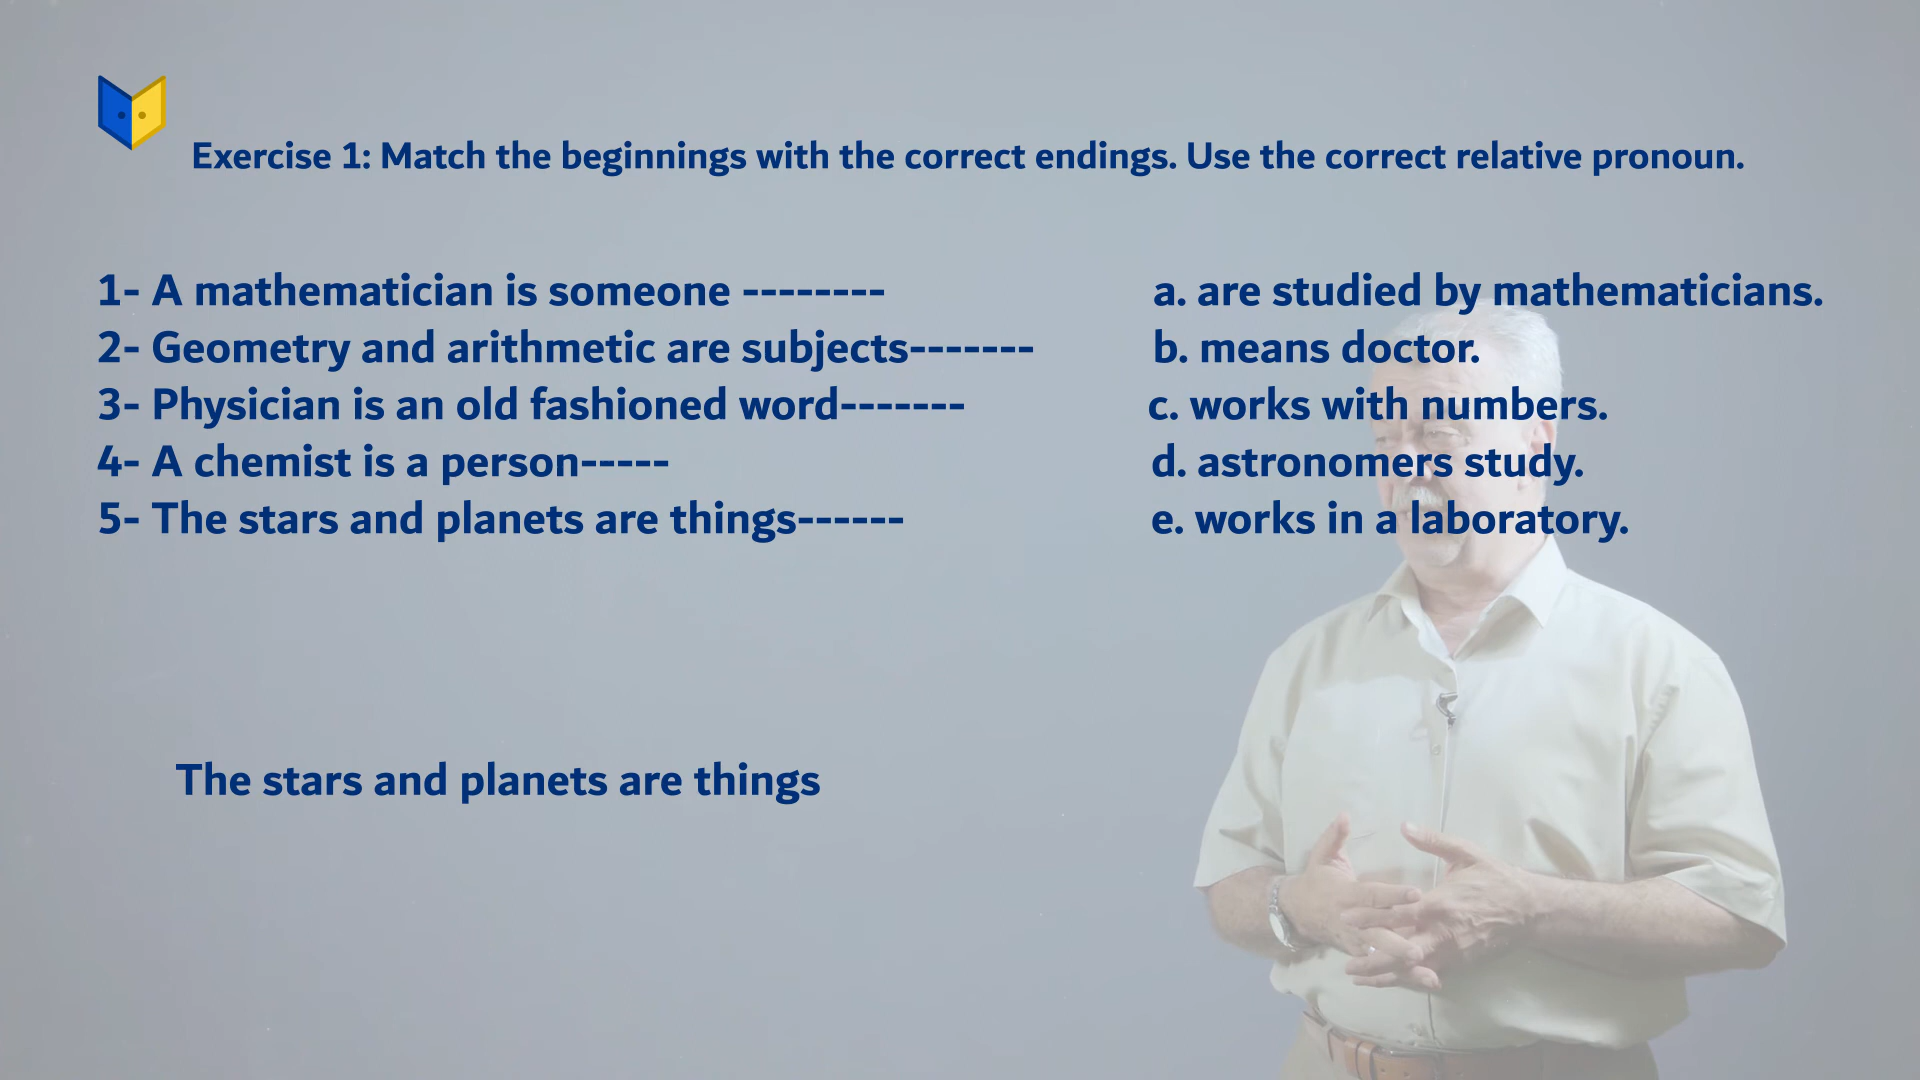 Exercise 1: Match the beginnings with the correct endings. Use the correct relative pronoun.
1- A mathematician is someone --------
2- Geometry and arithmetic are subjects-------
3- Physician is an old fashioned word-------
4- A chemist is a person-----
5- The stars and planets are things------
a. are studied by mathematicians.
b. means doctor.
c. works with numbers.
d. astronomers study.
e. works in a laboratory.
The stars and planets are things